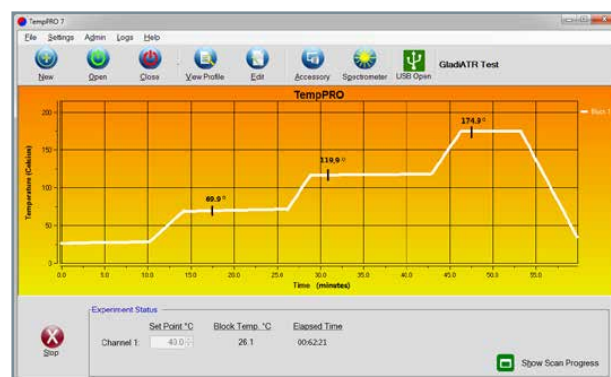 TempPRO 7
File Settings Admin Logs Help
New Open Close View Profile Edit Accessory Spectrometer USB Open GladiATR Test
TempPRO
200
150
100
50
0
Temperature (Celcius)
69.9°
119.9°
174.9°
0.0 5.0 10.0 15.0 20.0 25.0 30.0 35.0 40.0 45.0 50.0 55.0
Time (minutes)
Experiment Status
Set Point °C Block Temp. °C Elapsed Time
Channel 1: 40.0 26.1 00:62:21
Stop
Show Scan Progress